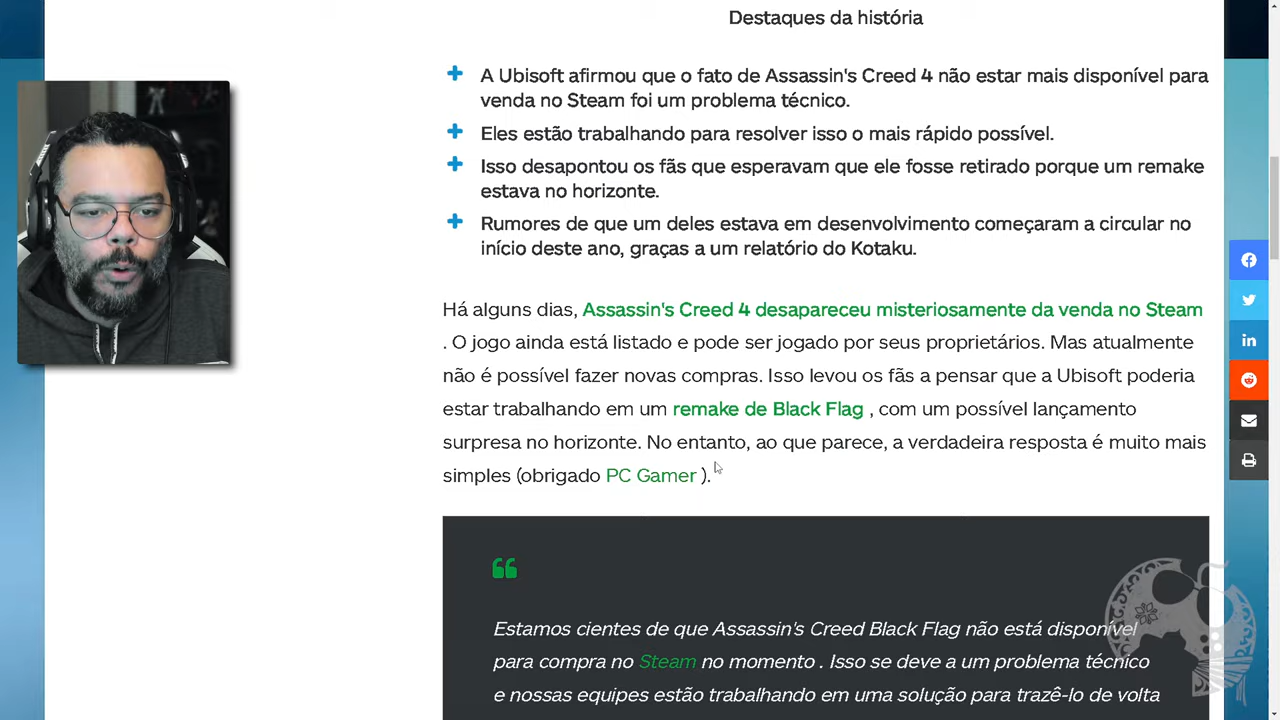 Destaques da história
A Ubisoft afirmou que o fato de Assassin's Creed 4 não estar mais disponível para
venda no Steam foi um problema técnico.
Eles estão trabalhando para resolver isso o mais rápido possível.
Isso desapontou os fãs que esperavam que ele fosse retirado porque um remake
estava no horizonte.
Rumores de que um deles estava em desenvolvimento começaram a circular no
início deste ano, graças a um relatório do Kotaku.
Há alguns dias, Assassin's Creed 4 desapareceu misteriosamente da venda no Steam
. O jogo ainda está listado e pode ser jogado por seus proprietários. Mas atualmente
não é possível fazer novas compras. Isso levou os fãs a pensar que a Ubisoft poderia
estar trabalhando em um remake de Black Flag , com um possível lançamento
surpresa no horizonte. No entanto, ao que parece, a verdadeira resposta é muito mais
simples (obrigado PC Gamer ).
Estamos cientes de que Assassin's Creed Black Flag não está disponível
para compra no Steam no momento . Isso se deve a um problema técnico
e nossas equipes estão trabalhando em uma solução para trazê-lo de volta